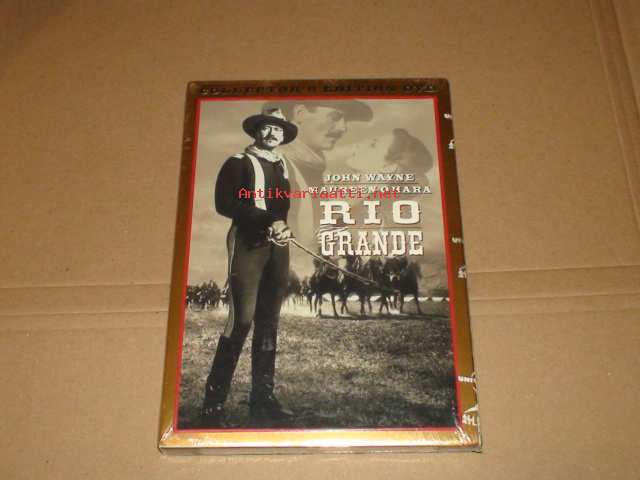 COLLECTOR'S EDITION DVD
JOHN WAYNE
MAUREEN O'HARA
Antikvariaatti.net
RIO
GRANDE